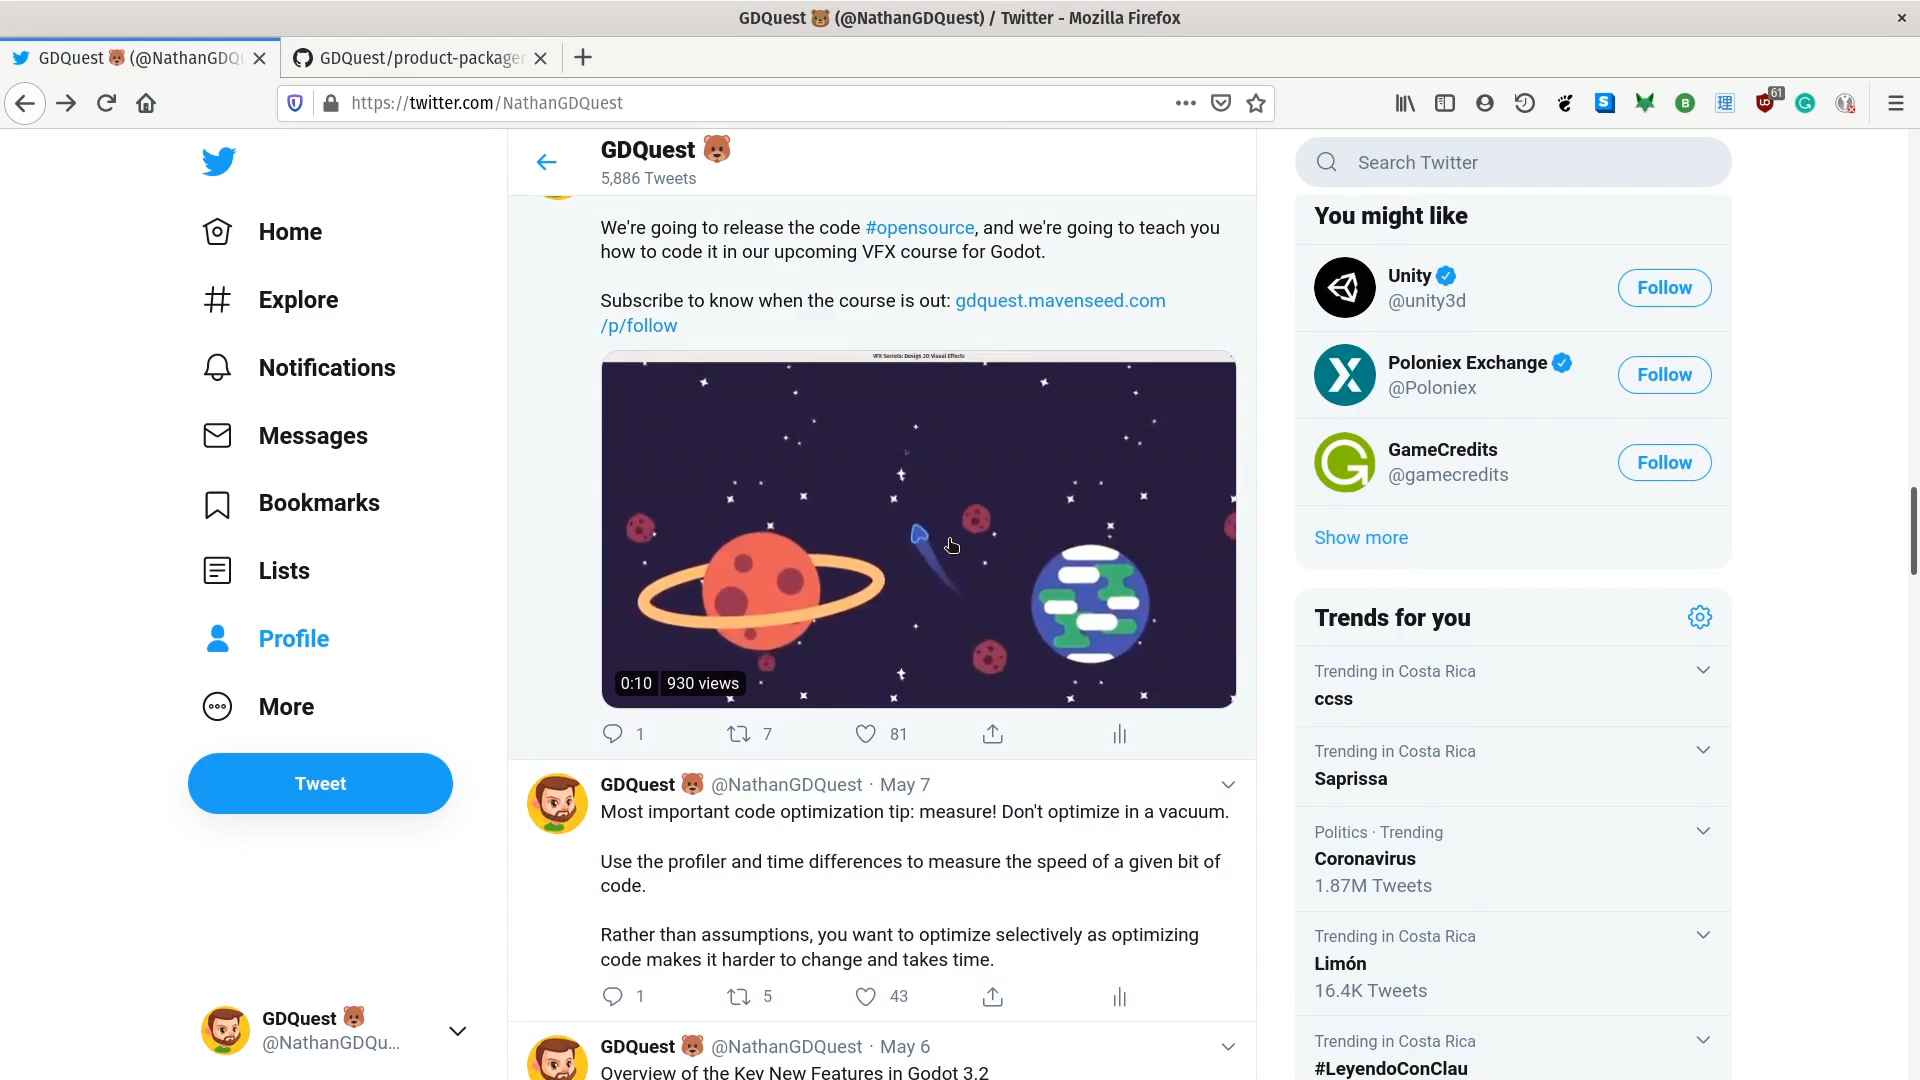 GDQuest 🐻 (@NathanGDQuest) / Twitter - Mozilla Firefox
GDQuest 🐻 (@NathanGDQu
GDQuest/product-packager
https://twitter.com/NathanGDQuest
61
GDQuest 🐻
5,886 Tweets
Search Twitter
Home
Explore
Notifications
Messages
Bookmarks
Lists
Profile
More
Tweet
GDQuest 🐻
@NathanGDQu...
We're going to release the code #opensource, and we're going to teach you
how to code it in our upcoming VFX course for Godot.
Subscribe to know when the course is out: gdquest.mavenseed.com
/p/follow
VFX Secrets: Design 2D Visual Effects
0:10 930 views
1 7 81
GDQuest 🐻 @NathanGDQuest · May 7
Most important code optimization tip: measure! Don't optimize in a vacuum.
Use the profiler and time differences to measure the speed of a given bit of
code.
Rather than assumptions, you want to optimize selectively as optimizing
code makes it harder to change and takes time.
1 5 43
GDQuest 🐻 @NathanGDQuest · May 6
Overview of the Key New Features in Godot 3.2
You might like
Unity
@unity3d
Follow
Poloniex Exchange
@Poloniex
Follow
GameCredits
@gamecredits
Follow
Show more
Trends for you
Trending in Costa Rica
ccss
Trending in Costa Rica
Saprissa
Politics · Trending
Coronavirus
1.87M Tweets
Trending in Costa Rica
Limón
16.4K Tweets
Trending in Costa Rica
#LeyendoConClau